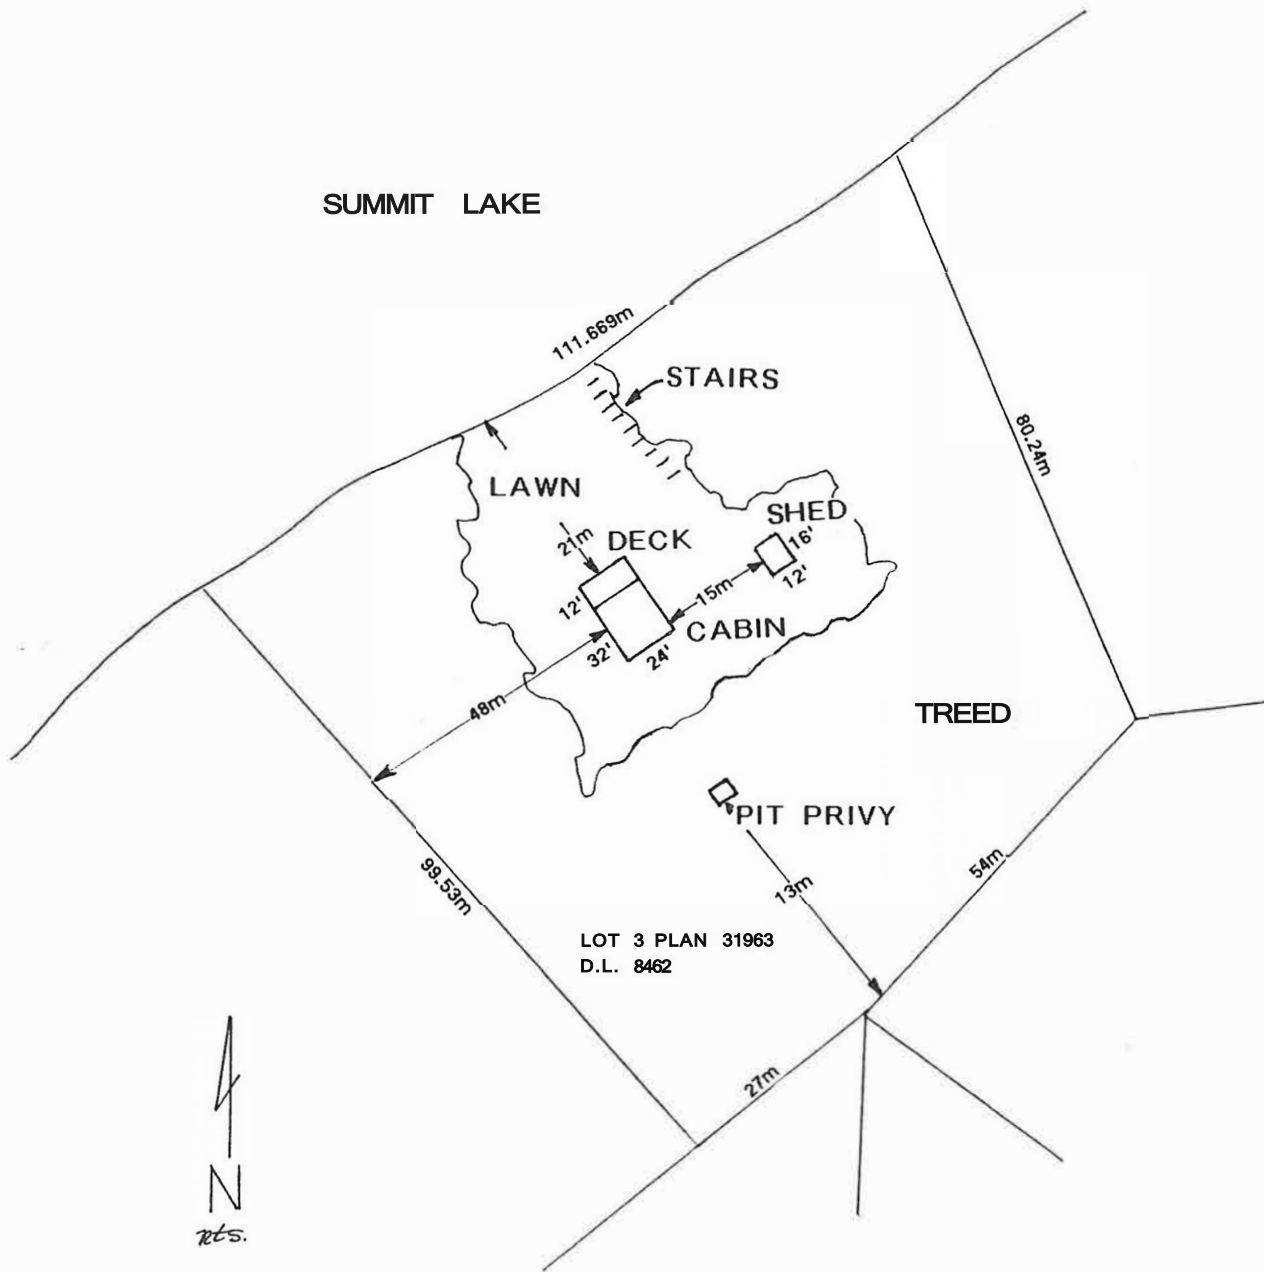 SUMMIT LAKE
111.669m
STAIRS
80.24m
LAWN
SHED
16'
12'
21m
DECK
12'
15m
CABIN
32'
24'
48m
TREED
PIT PRIVY
99.53m
13m
54m
LOT 3 PLAN 31963
D.L. 8462
27m
N
nts.